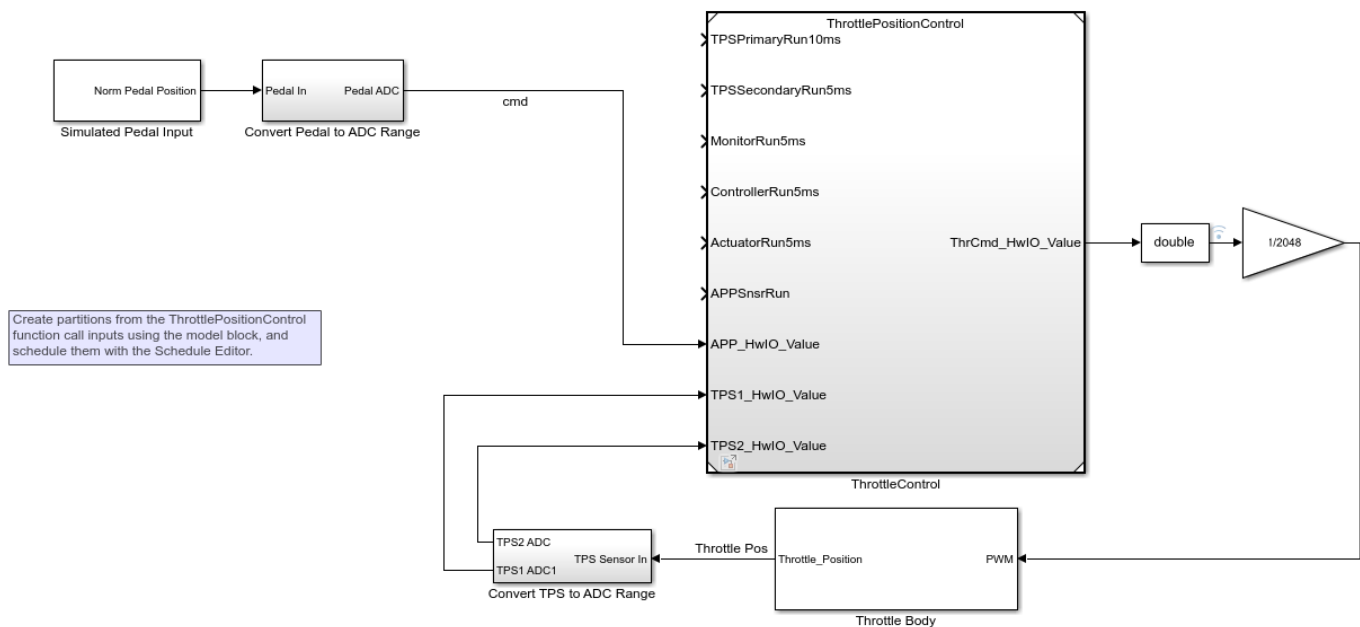 ThrottlePositionControl
TPSPrimaryRun10ms
Norm Pedal Position
Pedal In
Pedal ADC
TPSSecondaryRun5ms
cmd
Simulated Pedal Input
Convert Pedal to ADC Range
MonitorRun5ms
ControllerRun5ms
ActuatorRun5ms
ThrCmd_HwIO_Value
double
1/2048
APPSnsrRun
Create partitions from the ThrottlePositionControl
function call inputs using the model block, and
schedule them with the Schedule Editor.
APP_HwIO_Value
TPS1_HwIO_Value
TPS2_HwIO_Value
ThrottleControl
TPS2 ADC
TPS Sensor In
TPS1 ADC1
Convert TPS to ADC Range
Throttle Pos
Throttle_Position
PWM
Throttle Body